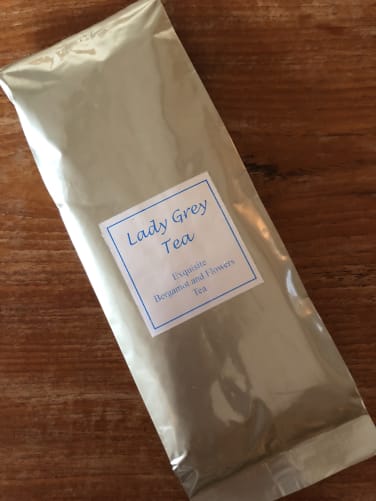 Lady Grey
Tea
Exquisite
Bergamot and Flowers
Tea